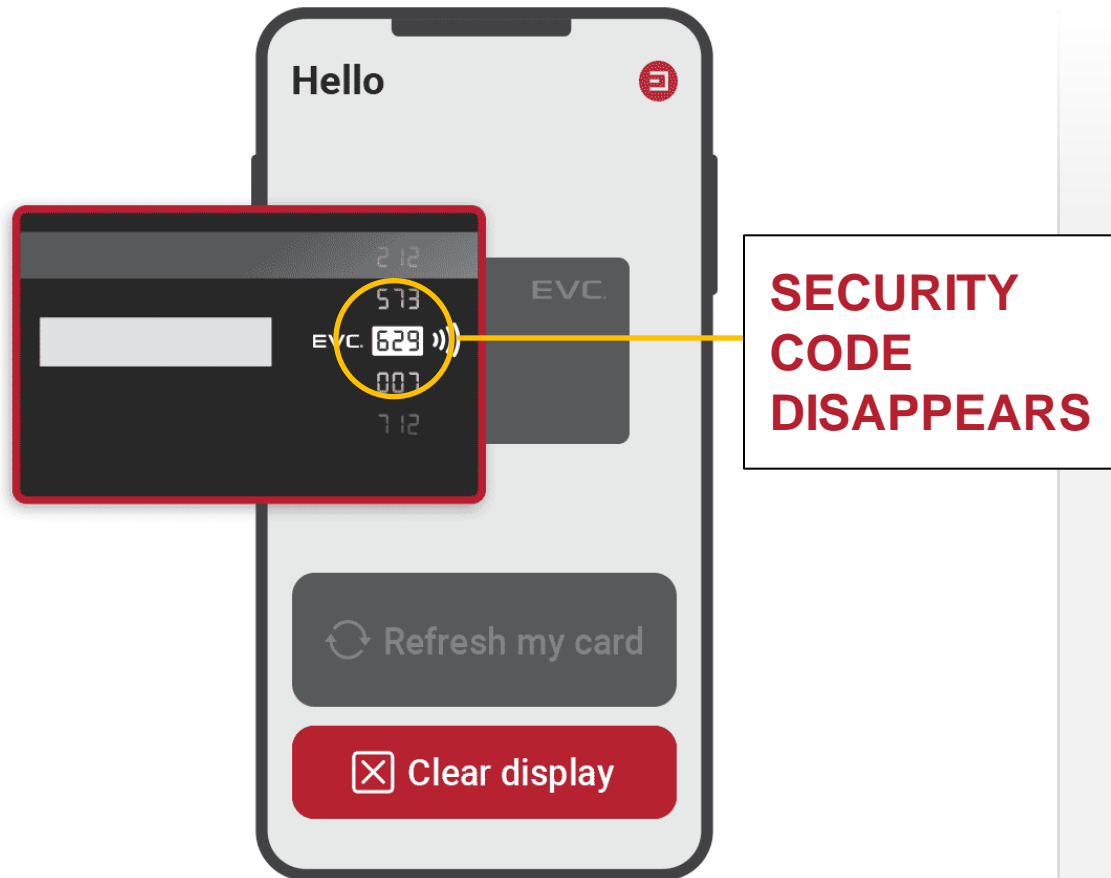 Hello
212
573
EVC.
EVC. 629
007
712
SECURITY
CODE
DISAPPEARS
Refresh my card
Clear display